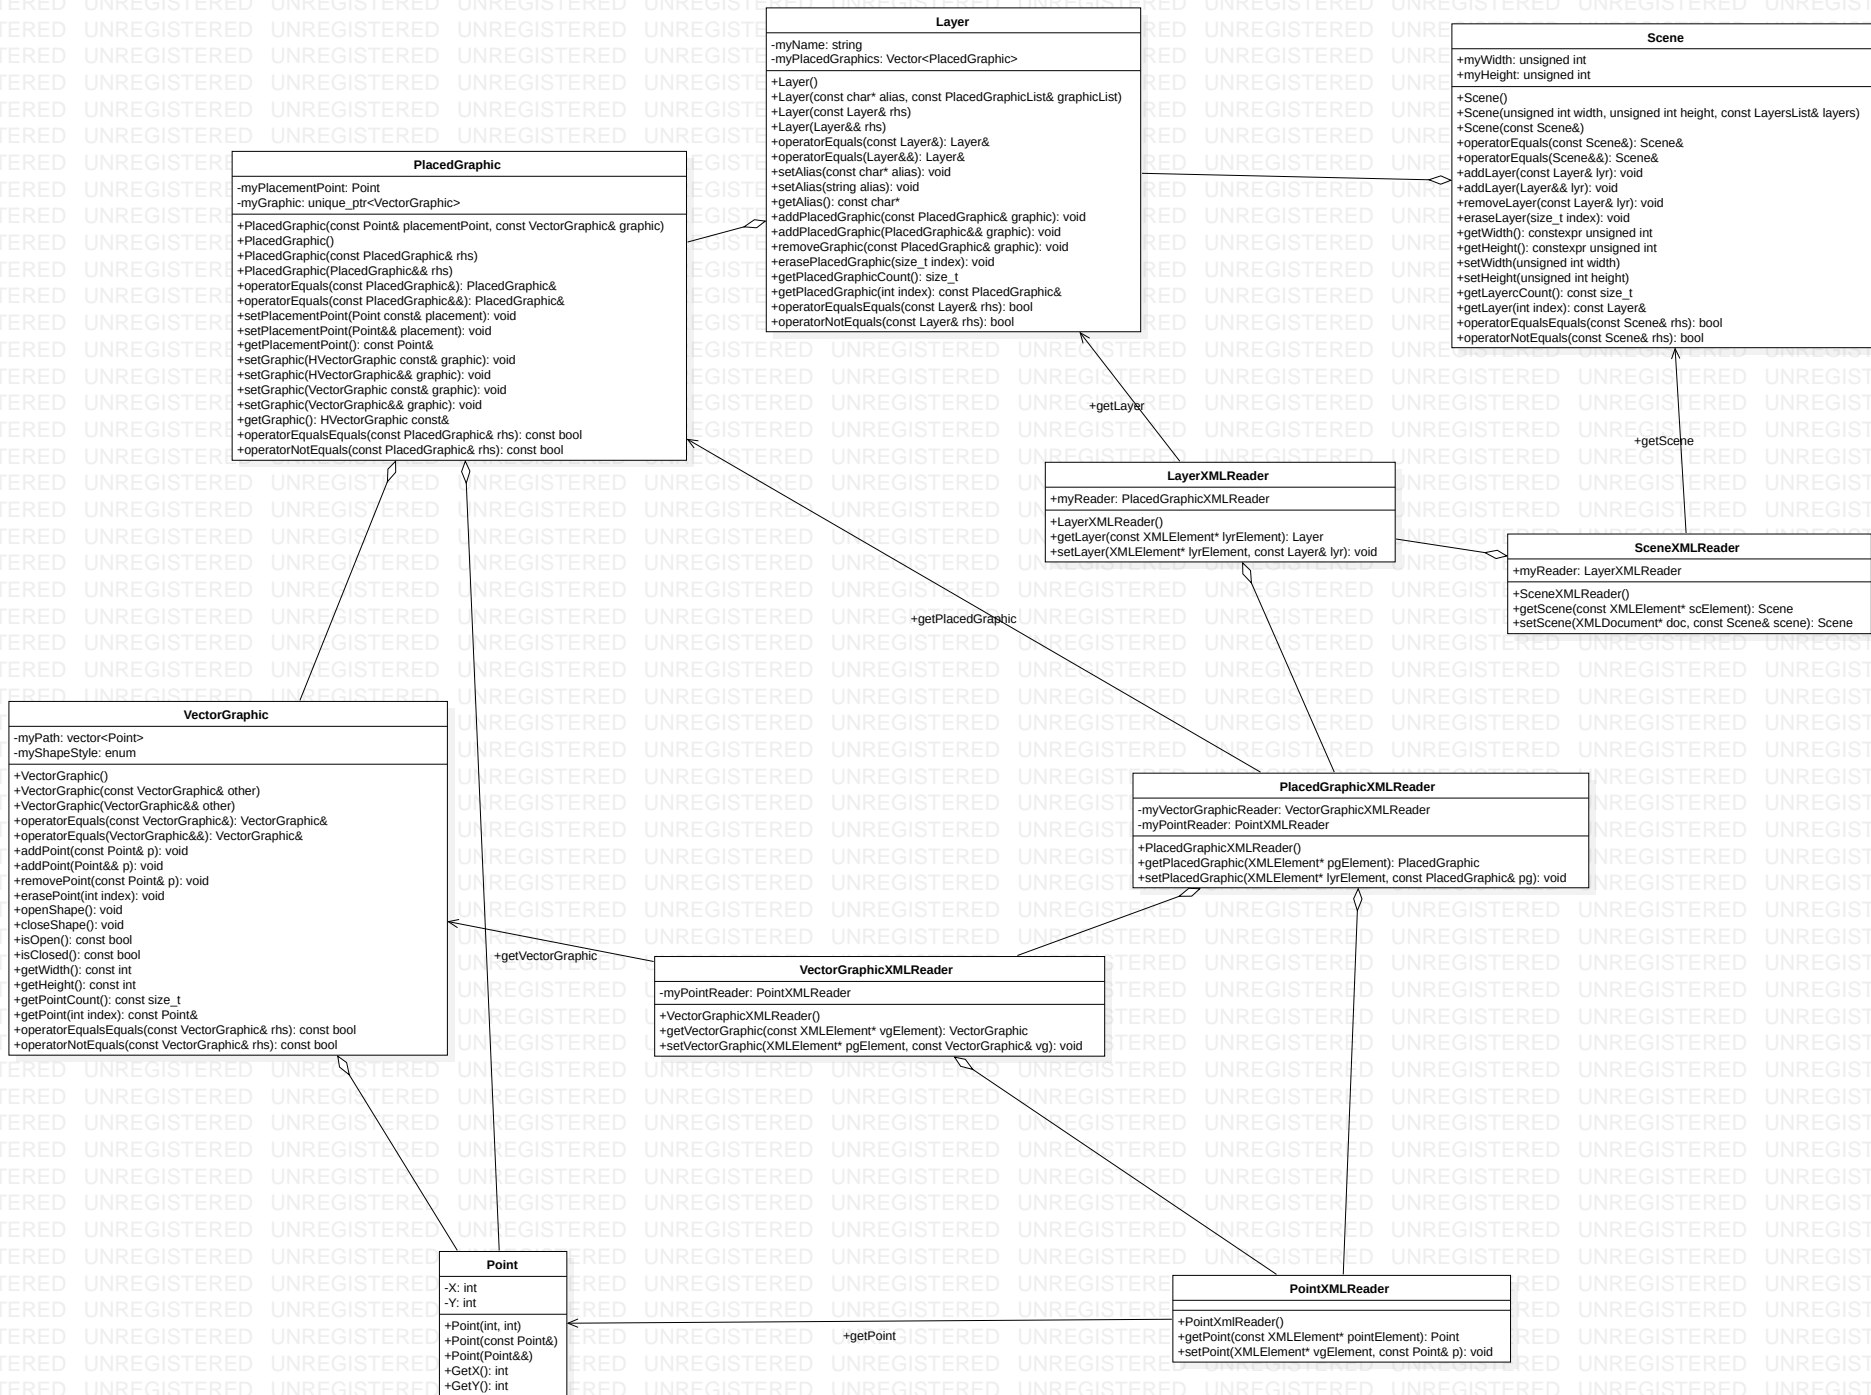 Layer
-myName: string
-myPlacedGraphics: Vector<PlacedGraphic>
+Layer()
+Layer(const char* alias, const PlacedGraphicList& graphicList)
+Layer(const Layer& rhs)
+Layer(Layer&& rhs)
+operatorEquals(const Layer&): Layer&
+operatorEquals(Layer&&): Layer&
+setAlias(const char* alias): void
+setAlias(string alias): void
+getAlias(): const char*
+addPlacedGraphic(const PlacedGraphic& graphic): void
+addPlacedGraphic(PlacedGraphic&& graphic): void
+removeGraphic(const PlacedGraphic& graphic): void
+erasePlacedGraphic(size_t index): void
+getPlacedGraphicCount(): size_t
+getPlacedGraphic(int index): const PlacedGraphic&
+operatorEqualsEquals(const Layer& rhs): bool
+operatorNotEquals(const Layer& rhs): bool
Scene
+myWidth: unsigned int
+myHeight: unsigned int
+Scene()
+Scene(unsigned int width, unsigned int height, const LayersList& layers)
+Scene(const Scene&)
+operatorEquals(const Scene&): Scene&
+operatorEquals(Scene&&): Scene&
+addLayer(const Layer& lyr): void
+addLayer(Layer&& lyr): void
+removeLayer(const Layer& lyr): void
+eraseLayer(size_t index): void
+getWidth(): constexpr unsigned int
+getHeight(): constexpr unsigned int
+setWidth(unsigned int width)
+setHeight(unsigned int height)
+getLayercCount(): const size_t
+getLayer(int index): const Layer&
+operatorEqualsEquals(const Scene& rhs): bool
+operatorNotEquals(const Scene& rhs): bool
PlacedGraphic
-myPlacementPoint: Point
-myGraphic: unique_ptr<VectorGraphic>
+PlacedGraphic(const Point& placementPoint, const VectorGraphic& graphic)
+PlacedGraphic()
+PlacedGraphic(const PlacedGraphic& rhs)
+PlacedGraphic(PlacedGraphic&& rhs)
+operatorEquals(const PlacedGraphic&): PlacedGraphic&
+operatorEquals(const PlacedGraphic&&): PlacedGraphic&
+setPlacementPoint(Point const& placement): void
+setPlacementPoint(Point&& placement): void
+getPlacementPoint(): const Point&
+setGraphic(HVectorGraphic const& graphic): void
+setGraphic(HVectorGraphic&& graphic): void
+setGraphic(VectorGraphic const& graphic): void
+setGraphic(VectorGraphic&& graphic): void
+getGraphic(): HVectorGraphic const&
+operatorEqualsEquals(const PlacedGraphic& rhs): const bool
+operatorNotEquals(const PlacedGraphic& rhs): const bool
+getLayer
+getScene
LayerXMLReader
+myReader: PlacedGraphicXMLReader
+LayerXMLReader()
+getLayer(const XMLElement* lyrElement): Layer
+setLayer(XMLElement* lyrElement, const Layer& lyr): void
SceneXMLReader
+myReader: LayerXMLReader
+SceneXMLReader()
+getScene(const XMLElement* scElement): Scene
+setScene(XMLDocument* doc, const Scene& scene): Scene
+getPlacedGraphic
VectorGraphic
-myPath: vector<Point>
-myShapeStyle: enum
+VectorGraphic()
+VectorGraphic(const VectorGraphic& other)
+VectorGraphic(VectorGraphic&& other)
+operatorEquals(const VectorGraphic&): VectorGraphic&
+operatorEquals(VectorGraphic&&): VectorGraphic&
+addPoint(const Point& p): void
+addPoint(Point&& p): void
+removePoint(const Point& p): void
+erasePoint(int index): void
+openShape(): void
+closeShape(): void
+isOpen(): const bool
+isClosed(): const bool
+getWidth(): const int
+getHeight(): const int
+getPointCount(): const size_t
+getPoint(int index): const Point&
+operatorEqualsEquals(const VectorGraphic& rhs): const bool
+operatorNotEquals(const VectorGraphic& rhs): const bool
PlacedGraphicXMLReader
-myVectorGraphicReader: VectorGraphicXMLReader
-myPointReader: PointXMLReader
+PlacedGraphicXMLReader()
+getPlacedGraphic(XMLElement* pgElement): PlacedGraphic
+setPlacedGraphic(XMLElement* lyrElement, const PlacedGraphic& pg): void
+getVectorGraphic
VectorGraphicXMLReader
-myPointReader: PointXMLReader
+VectorGraphicXMLReader()
+getVectorGraphic(const XMLElement* vgElement): VectorGraphic
+setVectorGraphic(XMLElement* pgElement, const VectorGraphic& vg): void
Point
-X: int
-Y: int
+Point(int, int)
+Point(const Point&)
+Point(Point&&)
+GetX(): int
+GetY(): int
+getPoint
PointXMLReader
+PointXmlReader()
+getPoint(const XMLElement* pointElement): Point
+setPoint(XMLElement* vgElement, const Point& p): void